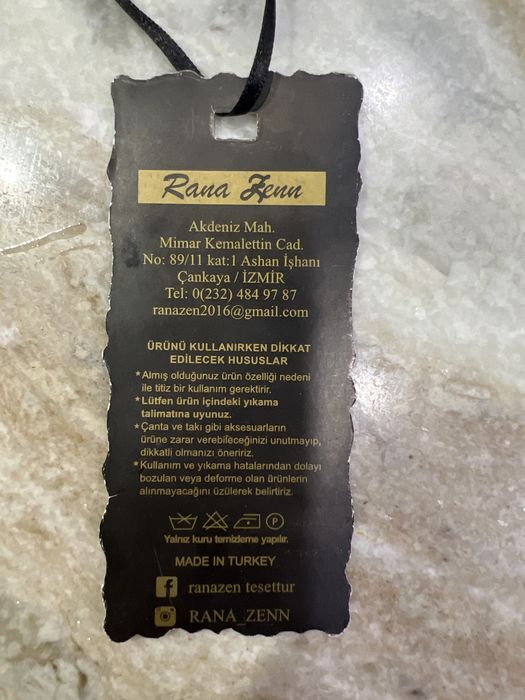 Rana Zenn
Akdeniz Mah.
Mimar Kemalettin Cad.
No: 89/11 kat:1 Ashan İşhanı
Çankaya / İZMİR
Tel: 0(232) 484 97 87
ranazen2016@gmail.com
ÜRÜNÜ KULLANIRKEN DİKKAT
EDİLECEK HUSUSLAR
*Almış olduğunuz ürün özelliği nedeni
ile titiz bir kullanım gerektirir.
*Lütfen ürün içindeki yıkama
talimatına uyunuz.
*Çanta ve takı gibi aksesuarların
ürüne zarar verebileceğinizi unutmayıp,
dikkatli olmanızı öneririz.
*Kullanım ve yıkama hatalarından dolayı
bozulan veya deforme olan ürünlerin
alınmayacağını üzülerek belirtiriz.
P
Yalnız kuru temizleme yapılır.
MADE IN TURKEY
ranazen tesettur
RANA_ZENN